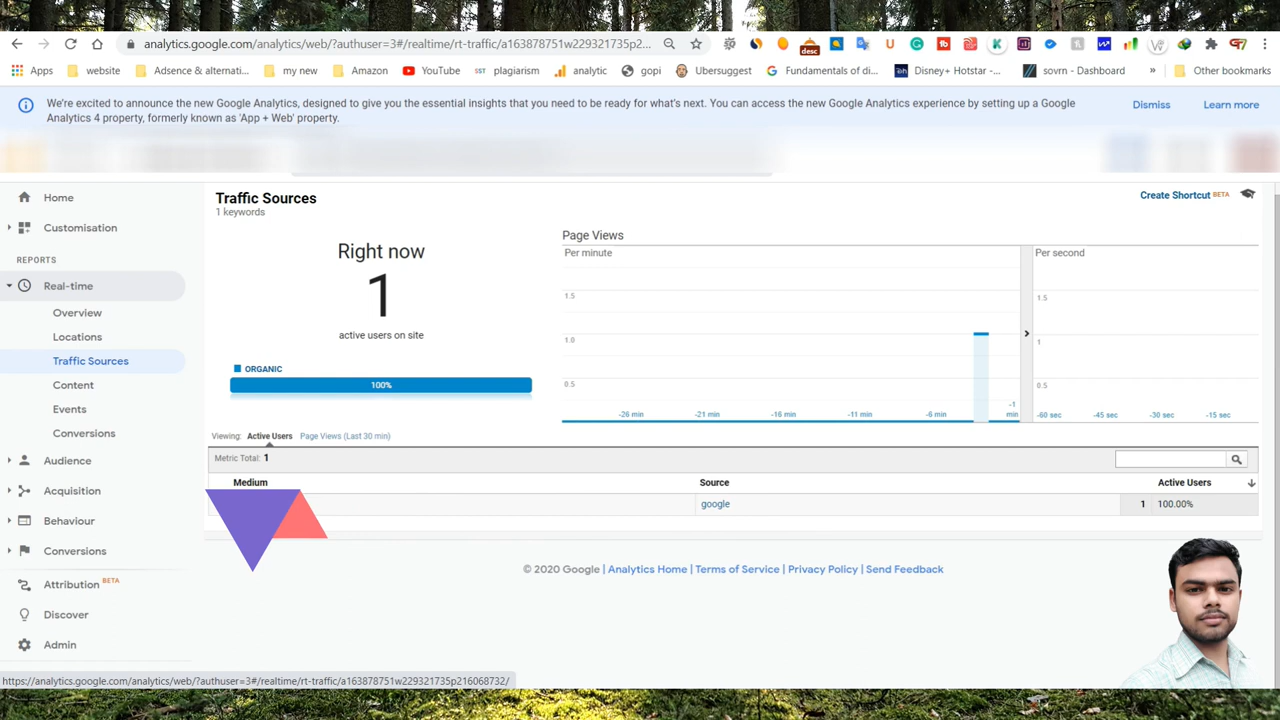 analytics.google.com/analytics/web/?authuser=3#/realtime/rt-traffic/a163878751w229321735p2...
desc
Apps website Adsence & alternati... my new Amazon YouTube SST plagiarism analytic gopi Ubersuggest Fundamentals of di... Disney+ Hotstar -... sovrn - Dashboard » Other bookmarks
We're excited to announce the new Google Analytics, designed to give you the essential insights that you need to be ready for what's next. You can access the new Google Analytics experience by setting up a Google
Analytics 4 property, formerly known as 'App + Web' property.
Dismiss Learn more
Home
Customisation
REPORTS
Real-time
Overview
Locations
Traffic Sources
Content
Events
Conversions
Audience
Acquisition
Behaviour
Conversions
Attribution BETA
Discover
Admin
Traffic Sources
1 keywords
Create Shortcut BETA
Right now
1
active users on site
ORGANIC
100%
Page Views
Per minute
1.5
1.0
0.5
-26 min -21 min -16 min -11 min -6 min -1 min
Per second
1.5
1
0.5
-60 sec -45 sec -30 sec -15 sec
Viewing: Active Users Page Views (Last 30 min)
Metric Total: 1
Medium Source Active Users
google 1 100.00%
© 2020 Google | Analytics Home | Terms of Service | Privacy Policy | Send Feedback
https://analytics.google.com/analytics/web/?authuser=3#/realtime/rt-traffic/a163878751w229321735p216068732/